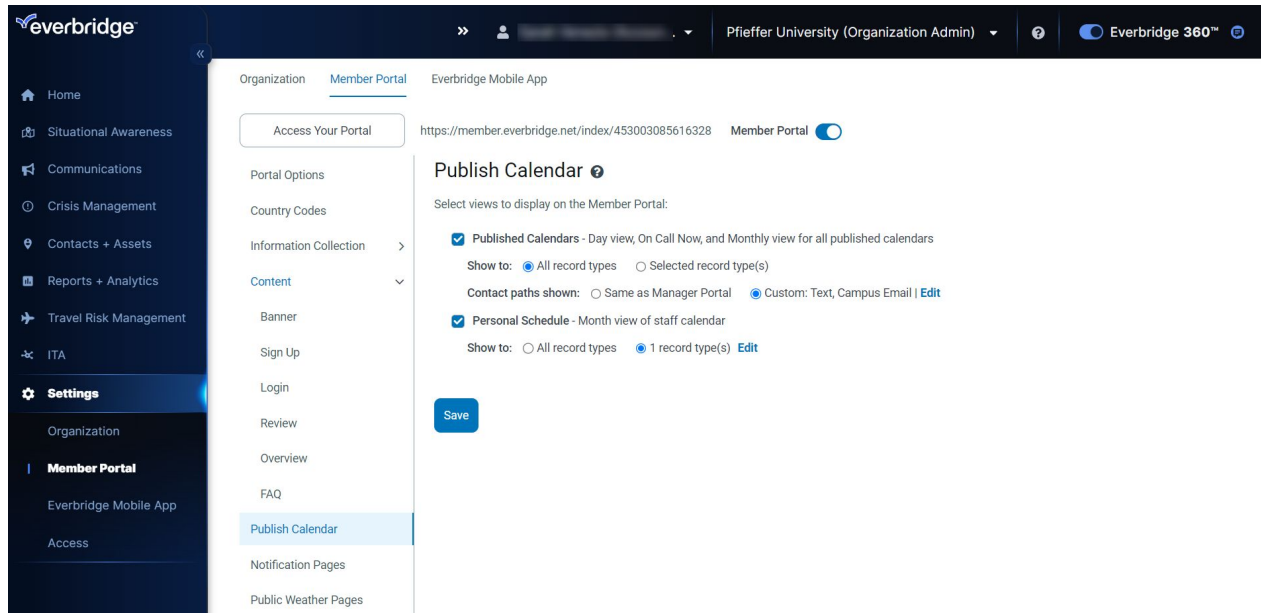 everbridge™
Pfieffer University (Organization Admin)
Everbridge 360™
Home
Situational Awareness
Communications
Crisis Management
Contacts + Assets
Reports + Analytics
Travel Risk Management
ITA
Settings
Organization
Member Portal
Everbridge Mobile App
Access
Organization Member Portal Everbridge Mobile App
Access Your Portal https://member.everbridge.net/index/453003085616328 Member Portal
Portal Options
Country Codes
Information Collection
Content
Banner
Sign Up
Login
Review
Overview
FAQ
Publish Calendar
Notification Pages
Public Weather Pages
Publish Calendar
Select views to display on the Member Portal:
Published Calendars - Day view, On Call Now, and Monthly view for all published calendars
Show to: All record types Selected record type(s)
Contact paths shown: Same as Manager Portal Custom: Text, Campus Email | Edit
Personal Schedule - Month view of staff calendar
Show to: All record types 1 record type(s) Edit
Save